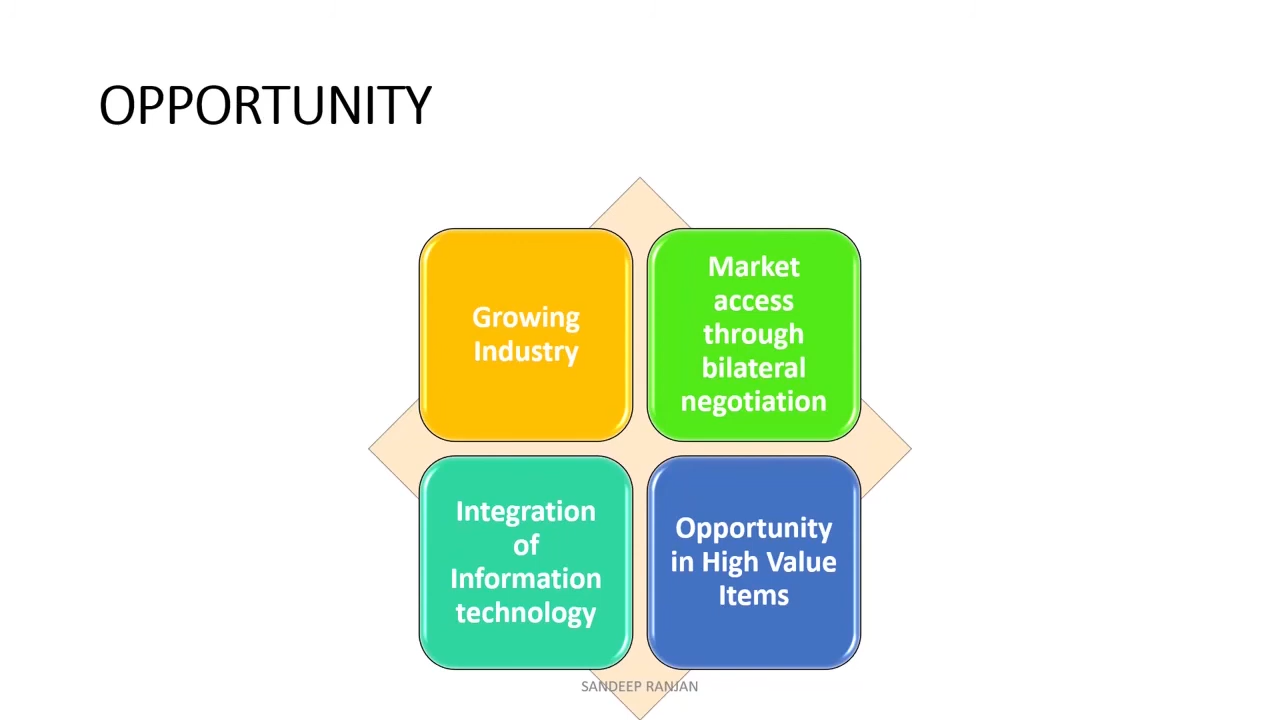 OPPORTUNITY
Growing
Industry
Market
access
through
bilateral
negotiation
Integration
of
Information
technology
Opportunity
in High Value
Items
SANDEEP RANJAN